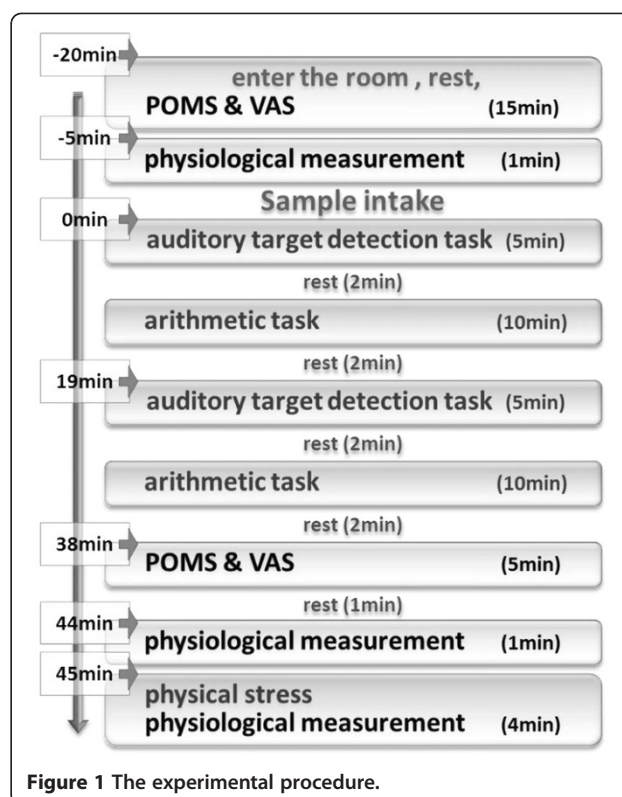 -20min
enter the room , rest,
POMS & VAS (15min)
-5min
physiological measurement (1min)
Sample intake
0min
auditory target detection task (5min)
rest (2min)
arithmetic task (10min)
rest (2min)
19min
auditory target detection task (5min)
rest (2min)
arithmetic task (10min)
rest (2min)
38min
POMS & VAS (5min)
rest (1min)
44min
physiological measurement (1min)
45min
physical stress
physiological measurement (4min)
Figure 1 The experimental procedure.